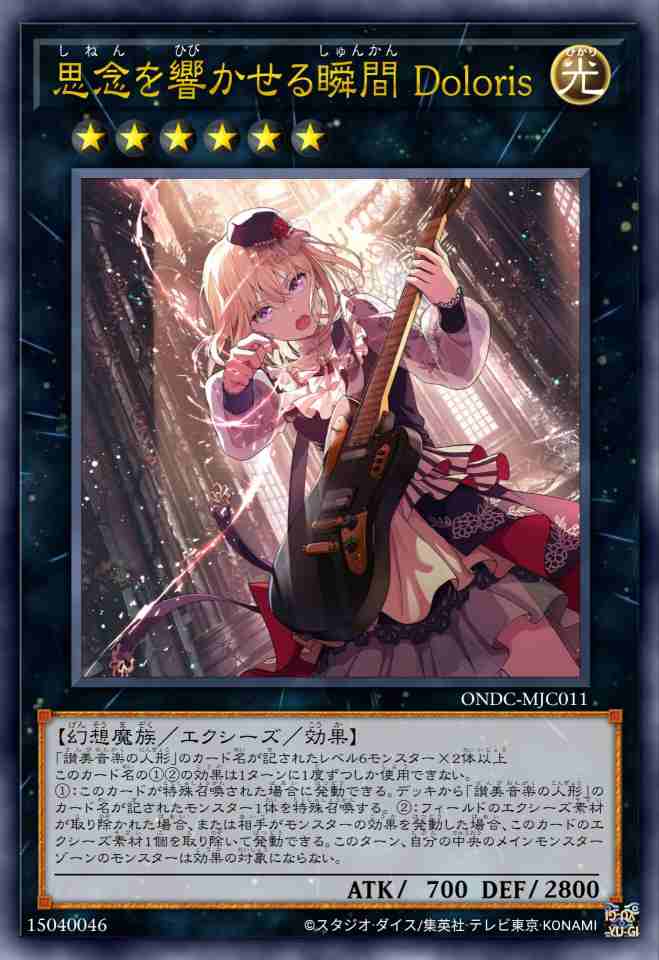 思念を響かせる瞬間 Doloris
光
ONDC-MJC011
【幻想魔族／エクシーズ／効果】
「讃美音楽の人形」のカード名が記されたレベル6モンスター×2体以上
このカード名の①②の効果は1ターンに1度ずつしか使用できない。
①：このカードが特殊召喚された場合に発動できる。デッキから「讃美音楽の人形」の
カード名が記されたモンスター1体を特殊召喚する。②：フィールドのエクシーズ素材
が取り除かれた場合、または相手がモンスターの効果を発動した場合、このカードのエ
クシーズ素材1個を取り除いて発動できる。このターン、自分の中央のメインモンスター
ゾーンのモンスターは効果の対象にならない。
ATK/ 700 DEF/2800
15040046
©スタジオ・ダイス/集英社・テレビ東京・KONAMI